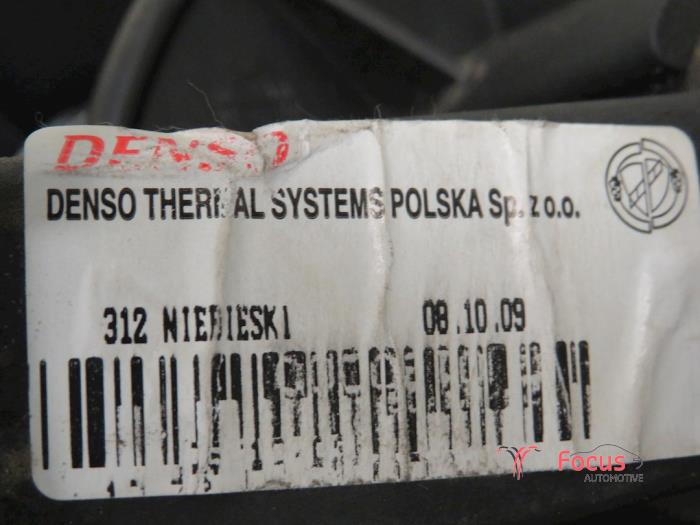 DENSO
DENSO THERMAL SYSTEMS POLSKA Sp. z o.o.
312 NIEBIESKI 08.10.09
Focus
AUTOMOTIVE